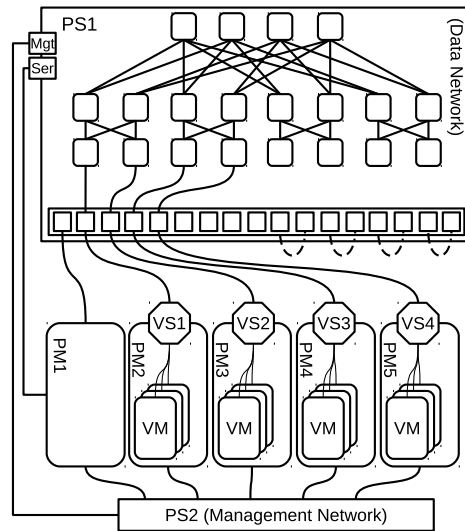 PS1
(Data Network)
Mgt
Ser
VS1
VS2
VS3
VS4
PM1
PM2
PM3
PM4
PM5
VM
VM
VM
VM
PS2 (Management Network)